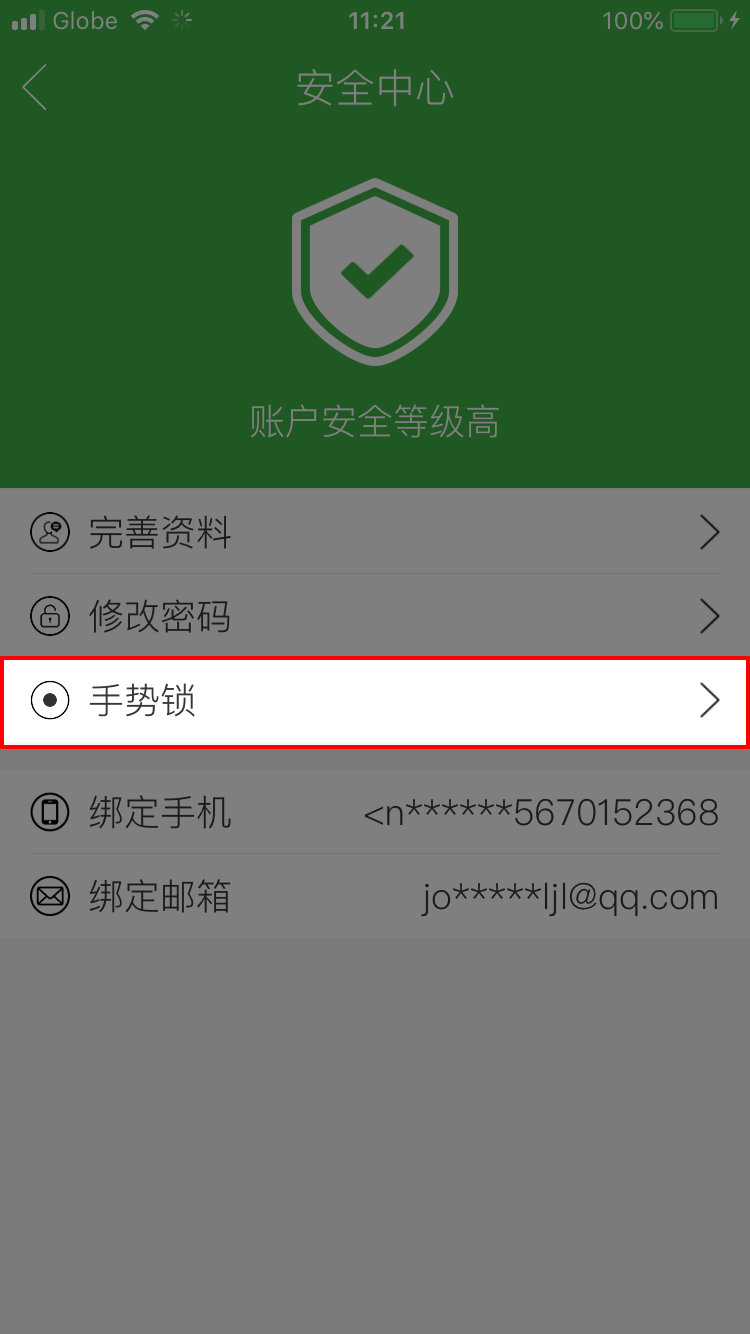 Globe 11:21 100%
安全中心
账户安全等级高
完善资料
修改密码
手势锁
绑定手机 <n******5670152368
绑定邮箱 jo*****ljl@qq.com